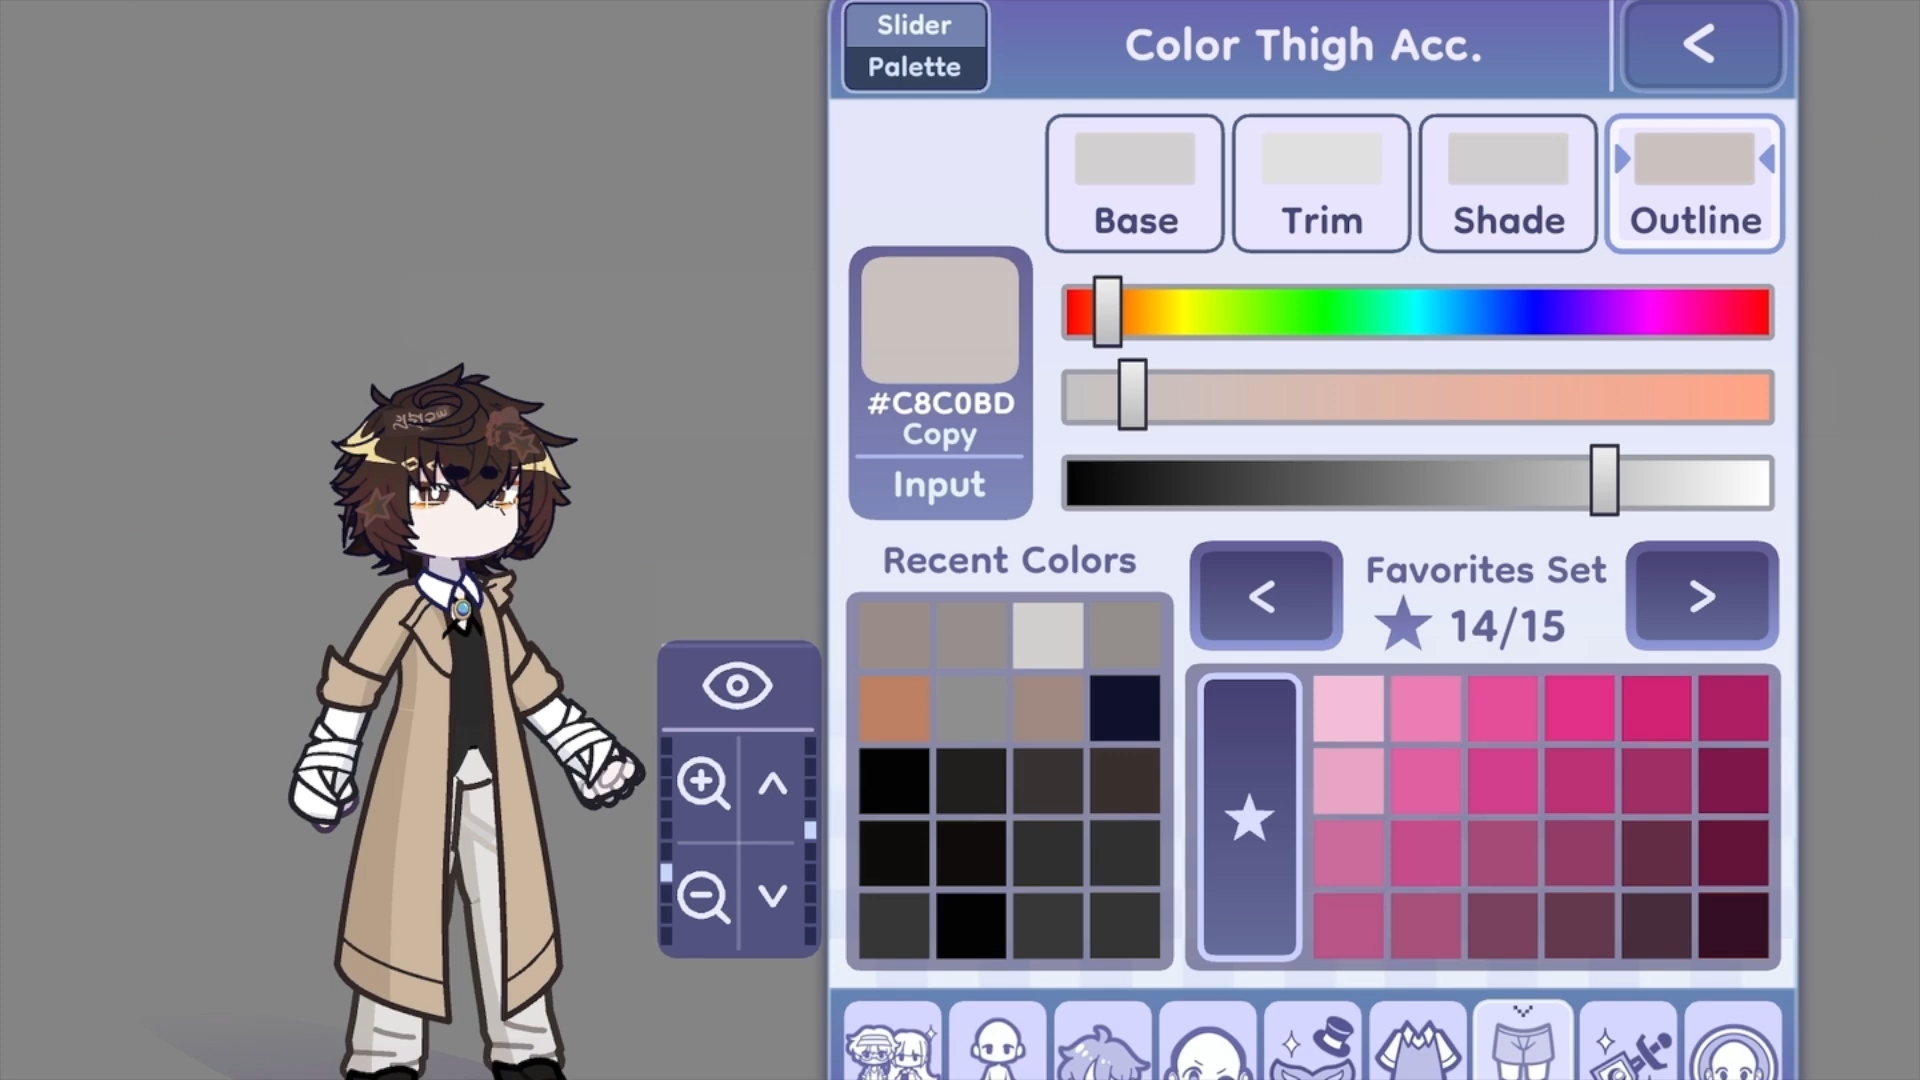 Slider
Palette
Color Thigh Acc.
<
Base
Trim
Shade
Outline
#C8C0BD
Copy
Input
Recent Colors
<
Favorites Set
14/15
>